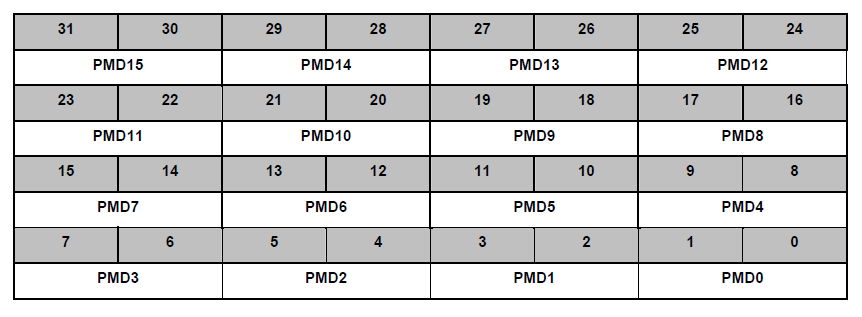 31 30 29 28 27 26 25 24
PMD15 PMD14 PMD13 PMD12
23 22 21 20 19 18 17 16
PMD11 PMD10 PMD9 PMD8
15 14 13 12 11 10 9 8
PMD7 PMD6 PMD5 PMD4
7 6 5 4 3 2 1 0
PMD3 PMD2 PMD1 PMD0